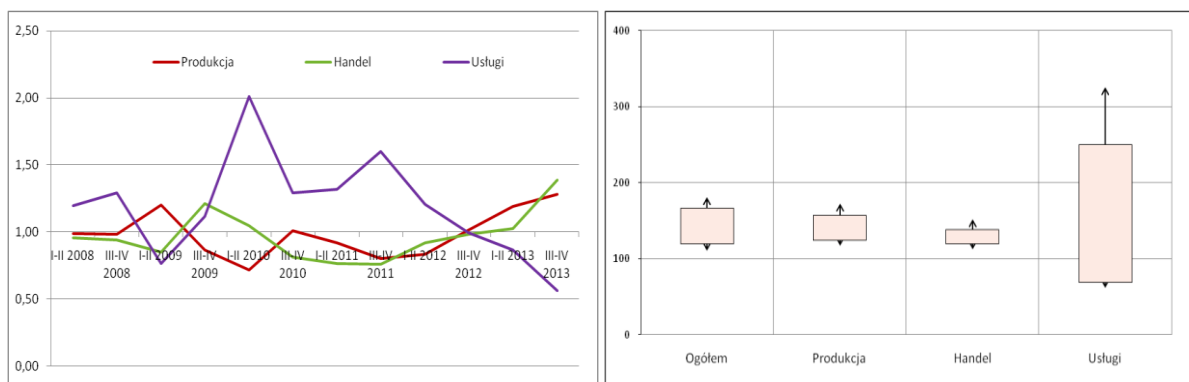 2,50
Produkcja
Handel
Usługi
2,00
1,50
1,00
I-II 2008
III-IV 2008
I-II 2009
III-IV 2009
I-II 2010
III-IV 2010
I-II 2011
III-IV 2011
I-II 2012
III-IV 2012
I-II 2013
III-IV 2013
0,50
0,00
400
300
200
100
0
Ogółem
Produkcja
Handel
Usługi